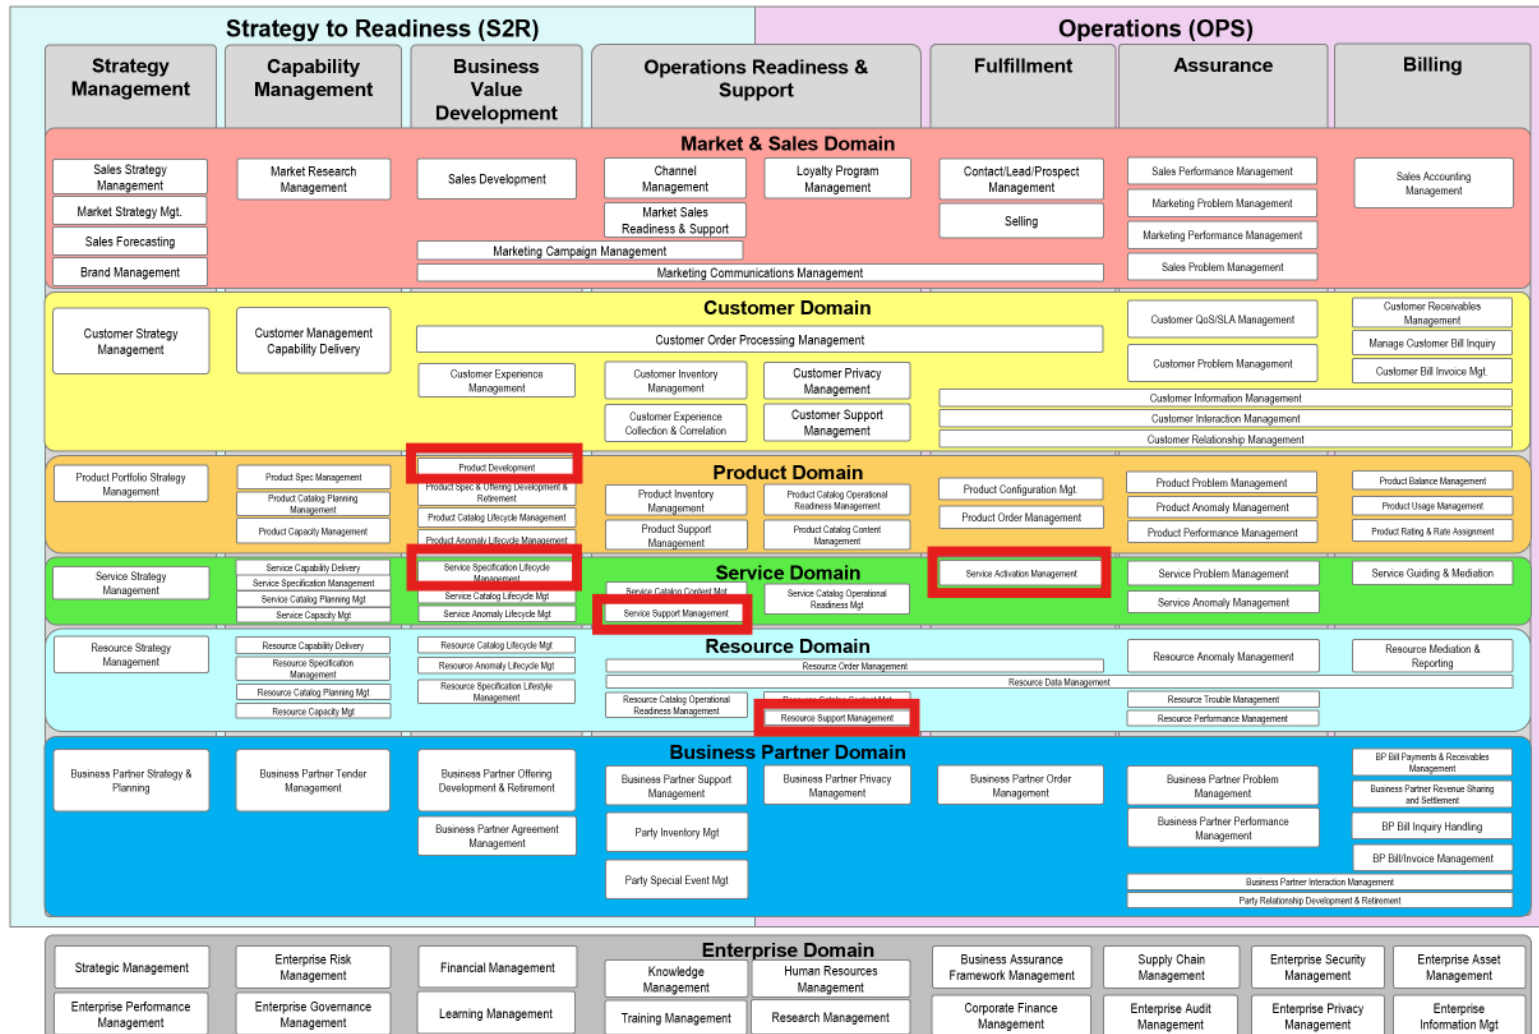 Strategy to Readiness (S2R)
Operations (OPS)
Strategy
Management
Capability
Management
Business
Value
Development
Operations Readiness &
Support
Fulfillment
Assurance
Billing
Market & Sales Domain
Sales Strategy
Management
Market Strategy Mgt.
Sales Forecasting
Brand Management
Market Research
Management
Sales Development
Channel
Management
Loyalty Program
Management
Market Sales
Readiness & Support
Marketing Campaign Management
Marketing Communications Management
Contact/Lead/Prospect
Management
Selling
Sales Performance Management
Marketing Problem Management
Marketing Performance Management
Sales Problem Management
Sales Accounting
Management
Customer Domain
Customer Strategy
Management
Customer Management
Capability Delivery
Customer Order Processing Management
Customer Experience
Management
Customer Inventory
Management
Customer Privacy
Management
Customer Experience
Collection & Correlation
Customer Support
Management
Customer QoS/SLA Management
Customer Problem Management
Customer Receivables
Management
Manage Customer Bill Inquiry
Customer Bill Invoice Mgt.
Customer Information Management
Customer Interaction Management
Customer Relationship Management
Product Domain
Product Portfolio Strategy
Management
Product Spec Management
Product Catalog Planning
Management
Product Capacity Management
Product Development
Product Spec & Offering Development &
Retirement
Product Catalog Lifecycle Management
Product Anomaly Lifecycle Management
Product Inventory
Management
Product Catalog Operational
Readiness Management
Product Support
Management
Product Catalog Content
Management
Product Configuration Mgt.
Product Order Management
Product Problem Management
Product Anomaly Management
Product Performance Management
Product Balance Management
Product Usage Management
Product Rating & Rate Assignment
Service Domain
Service Strategy
Management
Service Capability Delivery
Service Specification Management
Service Catalog Planning Mgt
Service Capacity Mgt
Service Specification Lifecycle
Management
Service Catalog Lifecycle Mgt
Service Anomaly Lifecycle Mgt
Service Catalog Content Mgt
Service Support Management
Service Catalog Operational
Readiness Mgt
Service Activation Management
Service Problem Management
Service Anomaly Management
Service Guiding & Mediation
Resource Domain
Resource Strategy
Management
Resource Capability Delivery
Resource Specification
Management
Resource Catalog Planning Mgt
Resource Capacity Mgt
Resource Catalog Lifecycle Mgt
Resource Anomaly Lifecycle Mgt
Resource Specification Lifestyle
Management
Resource Order Management
Resource Data Management
Resource Catalog Operational
Readiness Management
Resource Catalog Content Mgt
Resource Support Management
Resource Anomaly Management
Resource Trouble Management
Resource Performance Management
Resource Mediation &
Reporting
Business Partner Domain
Business Partner Strategy &
Planning
Business Partner Tender
Management
Business Partner Offering
Development & Retirement
Business Partner Agreement
Management
Business Partner Support
Management
Business Partner Privacy
Management
Party Inventory Mgt
Party Special Event Mgt
Business Partner Order
Management
Business Partner Problem
Management
Business Partner Performance
Management
BP Bill Payments & Receivables
Management
Business Partner Revenue Sharing
and Settlement
BP Bill Inquiry Handling
BP Bill/Invoice Management
Business Partner Interaction Management
Party Relationship Development & Retirement
Enterprise Domain
Strategic Management
Enterprise Risk
Management
Financial Management
Knowledge
Management
Human Resources
Management
Business Assurance
Framework Management
Supply Chain
Management
Enterprise Security
Management
Enterprise Asset
Management
Enterprise Performance
Management
Enterprise Governance
Management
Learning Management
Training Management
Research Management
Corporate Finance
Management
Enterprise Audit
Management
Enterprise Privacy
Management
Enterprise
Information Mgt